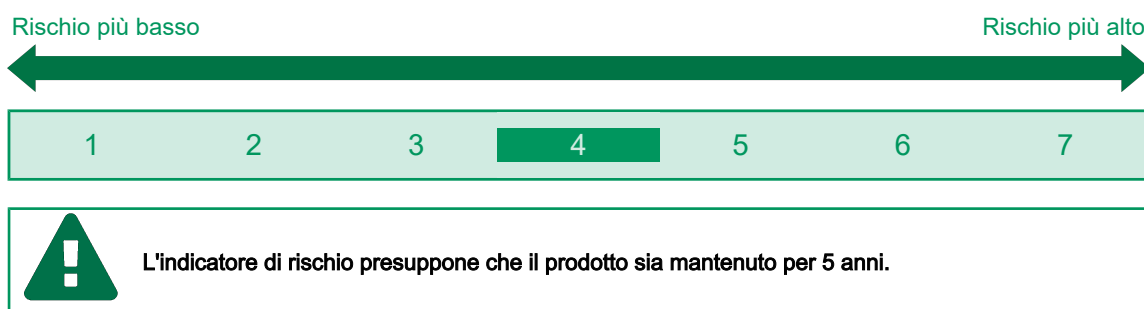 Rischio più basso Rischio più alto
1 2 3 4 5 6 7
L'indicatore di rischio presuppone che il prodotto sia mantenuto per 5 anni.